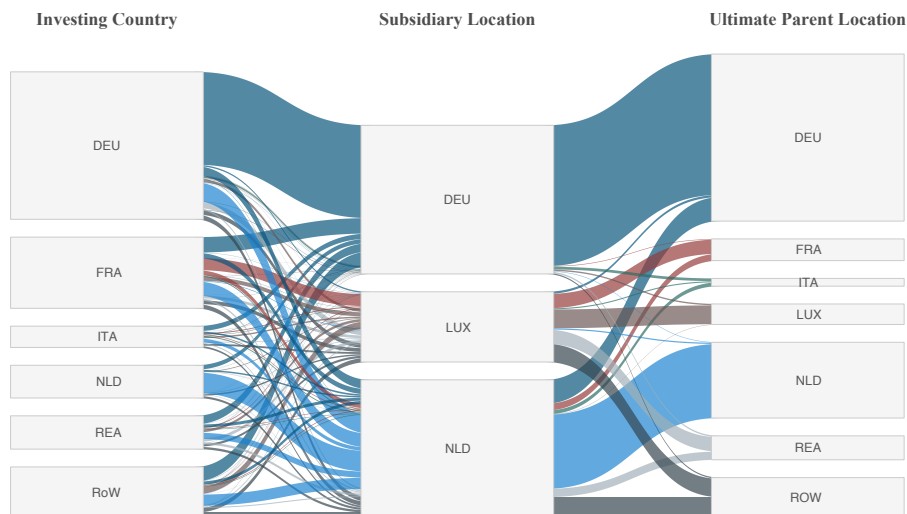 Investing Country
Subsidiary Location
Ultimate Parent Location
DEU
FRA
ITA
NLD
REA
RoW
DEU
LUX
NLD
DEU
FRA
ITA
LUX
NLD
REA
ROW